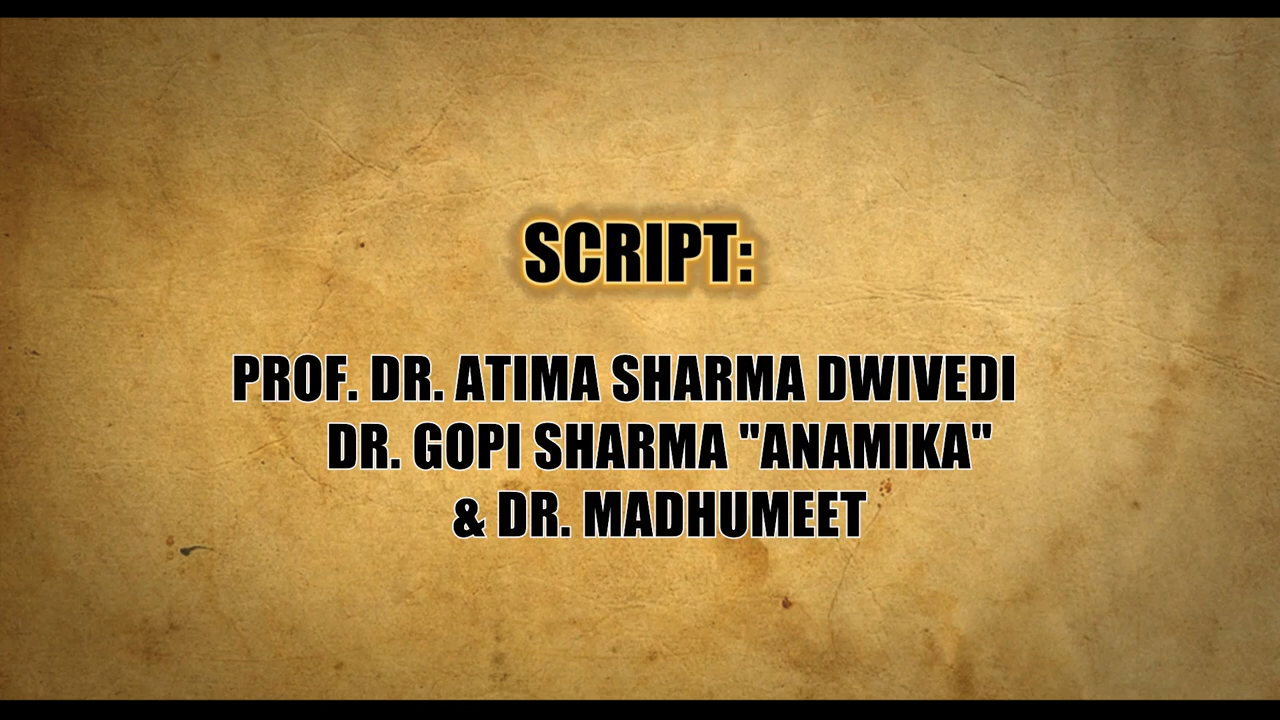 SCRIPT:
PROF. DR. ATIMA SHARMA DWIVEDI
DR. GOPI SHARMA "ANAMIKA"
& DR. MADHUMEET